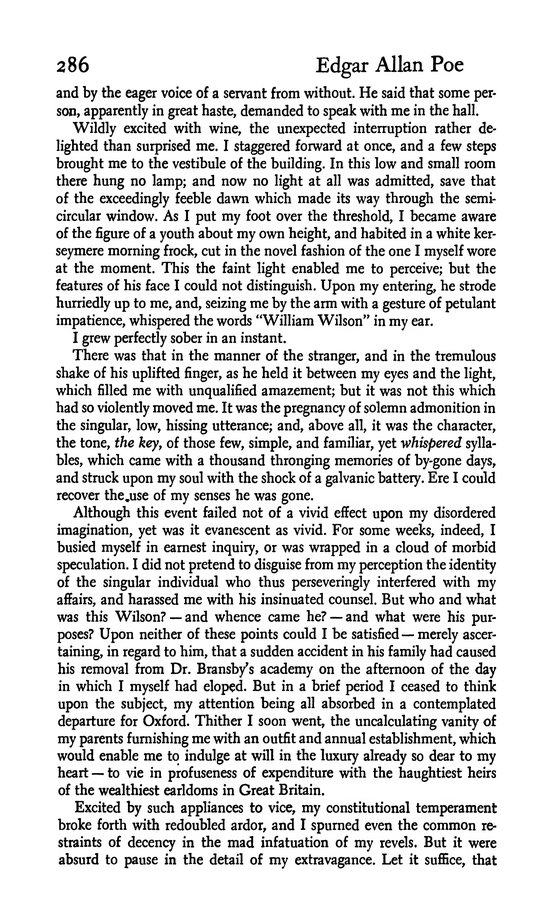 286 Edgar Allan Poe
and by the eager voice of a servant from without. He said that some per-
son, apparently in great haste, demanded to speak with me in the hall.
Wildly excited with wine, the unexpected interruption rather de-
lighted than surprised me. I staggered forward at once, and a few steps
brought me to the vestibule of the building. In this low and small room
there hung no lamp; and now no light at all was admitted, save that
of the exceedingly feeble dawn which made its way through the semi-
circular window. As I put my foot over the threshold, I became aware
of the figure of a youth about my own height, and habited in a white ker-
seymere morning frock, cut in the novel fashion of the one I myself wore
at the moment. This the faint light enabled me to perceive; but the
features of his face I could not distinguish. Upon my entering, he strode
hurriedly up to me, and, seizing me by the arm with a gesture of petulant
impatience, whispered the words "William Wilson" in my ear.
I grew perfectly sober in an instant.
There was that in the manner of the stranger, and in the tremulous
shake of his uplifted finger, as he held it between my eyes and the light,
which filled me with unqualified amazement; but it was not this which
had so violently moved me. It was the pregnancy of solemn admonition in
the singular, low, hissing utterance; and, above all, it was the character,
the tone, the key, of those few, simple, and familiar, yet whispered sylla-
bles, which came with a thousand thronging memories of by-gone days,
and struck upon my soul with the shock of a galvanic battery. Ere I could
recover the use of my senses he was gone.
Although this event failed not of a vivid effect upon my disordered
imagination, yet was it evanescent as vivid. For some weeks, indeed, I
busied myself in earnest inquiry, or was wrapped in a cloud of morbid
speculation. I did not pretend to disguise from my perception the identity
of the singular individual who thus perseveringly interfered with my
affairs, and harassed me with his insinuated counsel. But who and what
was this Wilson? — and whence came he? — and what were his pur-
poses? Upon neither of these points could I be satisfied — merely ascer-
taining, in regard to him, that a sudden accident in his family had caused
his removal from Dr. Bransby's academy on the afternoon of the day
in which I myself had eloped. But in a brief period I ceased to think
upon the subject, my attention being all absorbed in a contemplated
departure for Oxford. Thither I soon went, the uncalculating vanity of
my parents furnishing me with an outfit and annual establishment, which
would enable me to indulge at will in the luxury already so dear to my
heart — to vie in profuseness of expenditure with the haughtiest heirs
of the wealthiest earldoms in Great Britain.
Excited by such appliances to vice, my constitutional temperament
broke forth with redoubled ardor, and I spurned even the common re-
straints of decency in the mad infatuation of my revels. But it were
absurd to pause in the detail of my extravagance. Let it suffice, that